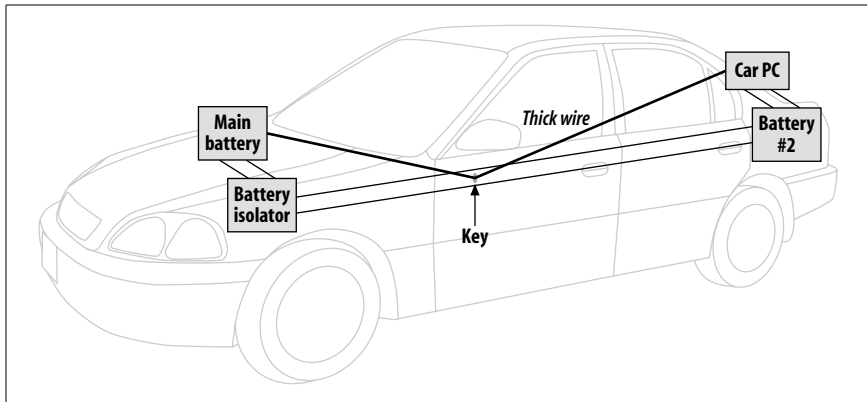 Car PC
Thick wire
Main
battery
Battery
#2
Battery
isolator
Key